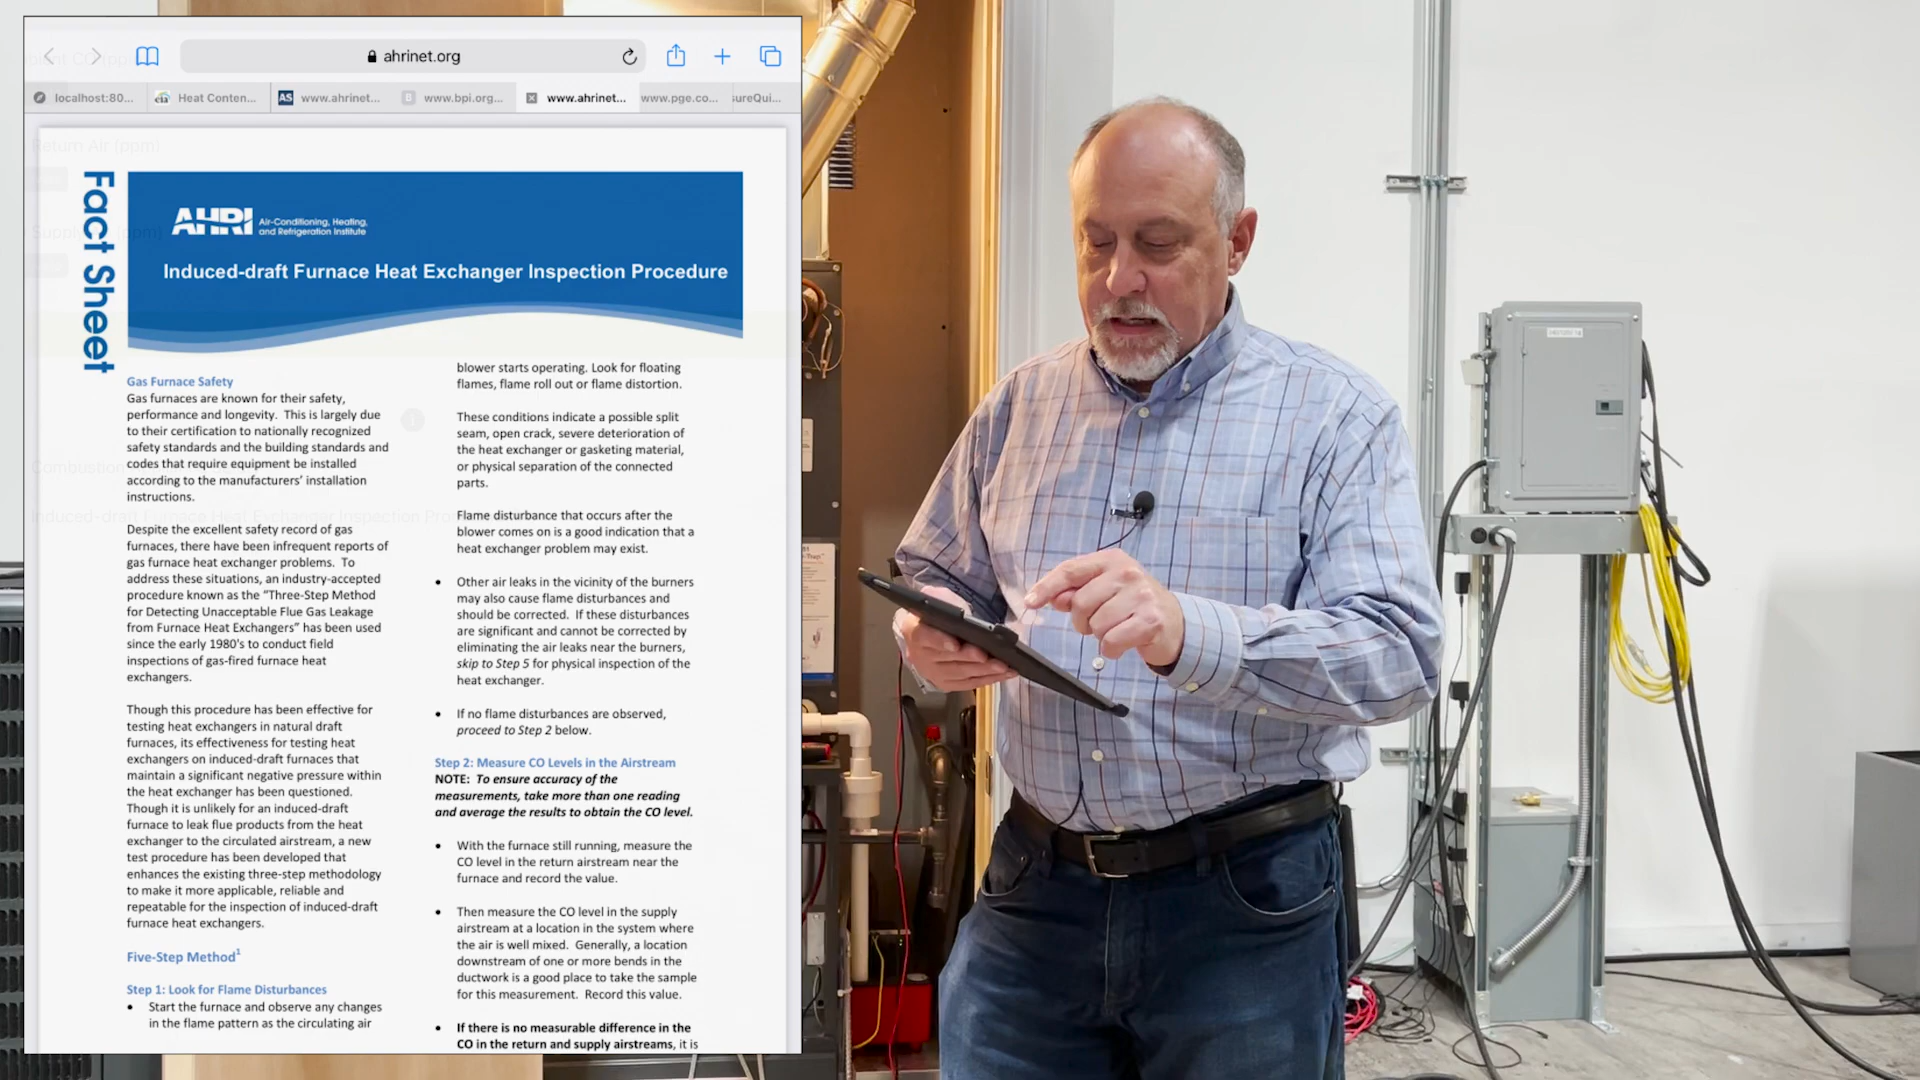 ahrinet.org
localhost:80...
eia
Heat Conten...
AS
www.ahrinet...
B
www.bpi.org...
www.ahrinet...
www.pge.co...
sureQui...
Return Air (ppm)
Fact Sheet
AHRI
Air-Conditioning, Heating,
and Refrigeration Institute
Induced-draft Furnace Heat Exchanger Inspection Procedure
Gas Furnace Safety
Gas furnaces are known for their safety,
performance and longevity. This is largely due
to their certification to nationally recognized
safety standards and the building standards and
codes that require equipment be installed
according to the manufacturers' installation
instructions.
Despite the excellent safety record of gas
furnaces, there have been infrequent reports of
gas furnace heat exchanger problems. To
address these situations, an industry-accepted
procedure known as the “Three-Step Method
for Detecting Unacceptable Flue Gas Leakage
from Furnace Heat Exchangers” has been used
since the early 1980's to conduct field
inspections of gas-fired furnace heat
exchangers.
Though this procedure has been effective for
testing heat exchangers in natural draft
furnaces, its effectiveness for testing heat
exchangers on induced-draft furnaces that
maintain a significant negative pressure within
the heat exchanger has been questioned.
Though it is unlikely for an induced-draft
furnace to leak flue products from the heat
exchanger to the circulated airstream, a new
test procedure has been developed that
enhances the existing three-step methodology
to make it more applicable, reliable and
repeatable for the inspection of induced-draft
furnace heat exchangers.
Five-Step Method1
Step 1: Look for Flame Disturbances
• Start the furnace and observe any changes
in the flame pattern as the circulating air
blower starts operating. Look for floating
flames, flame roll out or flame distortion.
These conditions indicate a possible split
seam, open crack, severe deterioration of
the heat exchanger or gasketing material,
or physical separation of the connected
parts.
Flame disturbance that occurs after the
blower comes on is a good indication that a
heat exchanger problem may exist.
• Other air leaks in the vicinity of the burners
may also cause flame disturbances and
should be corrected. If these disturbances
are significant and cannot be corrected by
eliminating the air leaks near the burners,
skip to Step 5 for physical inspection of the
heat exchanger.
• If no flame disturbances are observed,
proceed to Step 2 below.
Step 2: Measure CO Levels in the Airstream
NOTE: To ensure accuracy of the
measurements, take more than one reading
and average the results to obtain the CO level.
• With the furnace still running, measure the
CO level in the return airstream near the
furnace and record the value.
• Then measure the CO level in the supply
airstream at a location in the system where
the air is well mixed. Generally, a location
downstream of one or more bends in the
ductwork is a good place to take the sample
for this measurement. Record this value.
• If there is no measurable difference in the
CO in the return and supply airstreams, it is